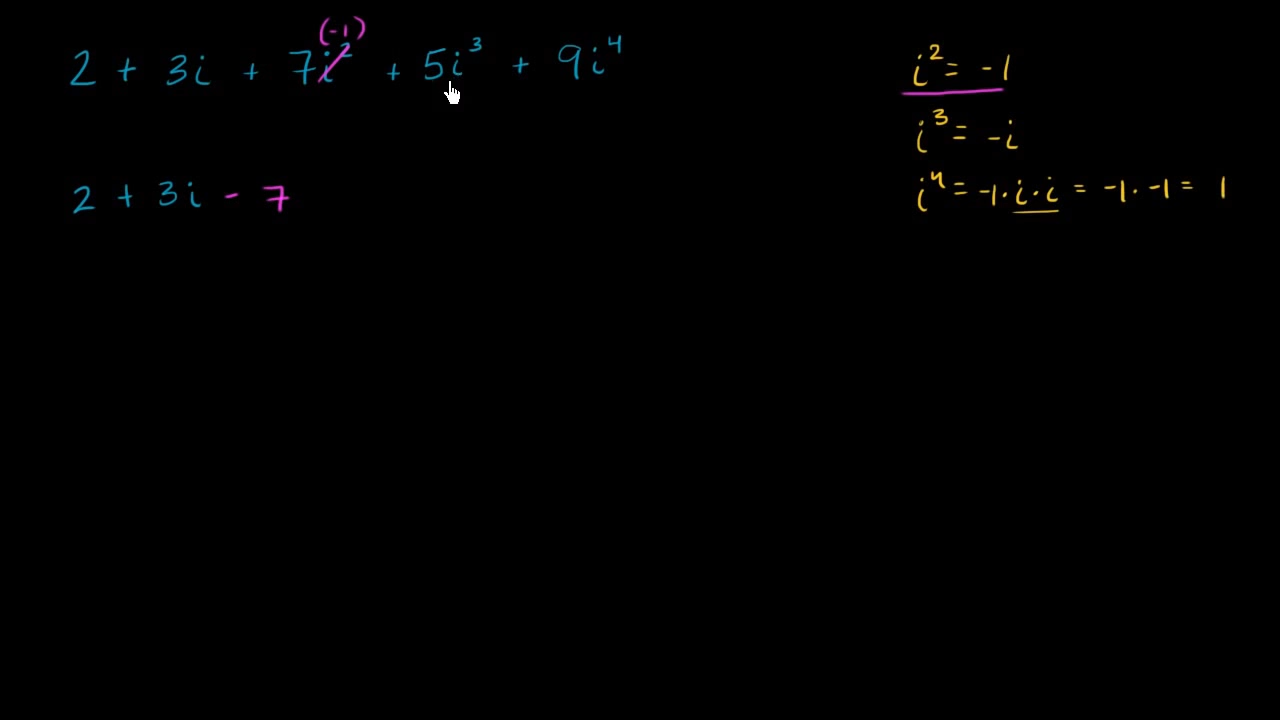 (-1)
2 + 3i + 7i² + 5i³ + 9i⁴
i² = -1
i³ = -i
i⁴ = -1 · i · i = -1 · -1 = 1
2 + 3i - 7